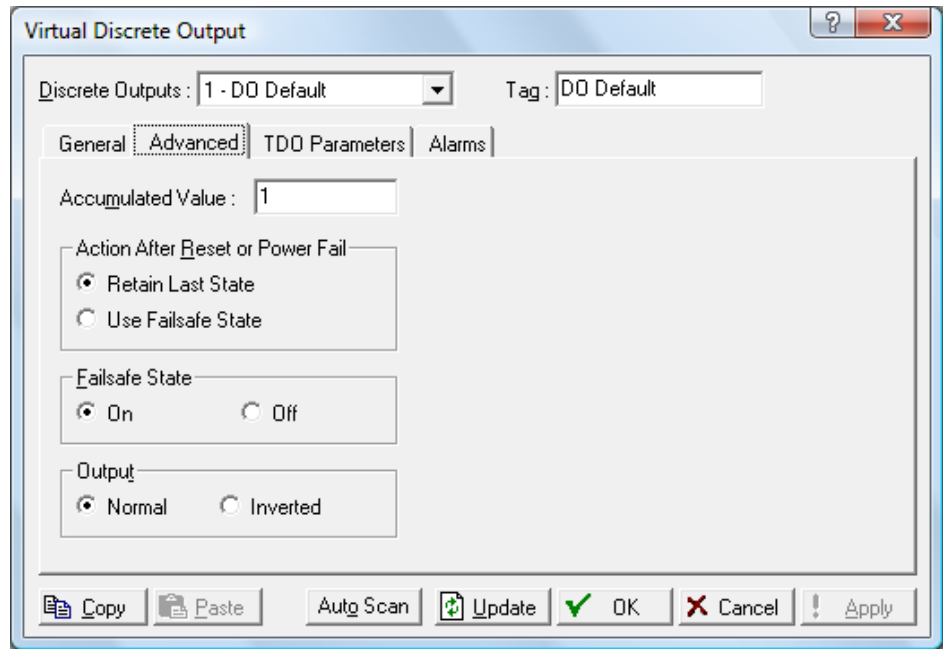 Virtual Discrete Output
?
X
Discrete Outputs : 1 - DO Default Tag : DO Default
General Advanced TDO Parameters Alarms
Accumulated Value : 1
Action After Reset or Power Fail
Retain Last State
Use Failsafe State
Failsafe State
On Off
Output
Normal Inverted
Copy Paste Auto Scan Update OK Cancel ! Apply